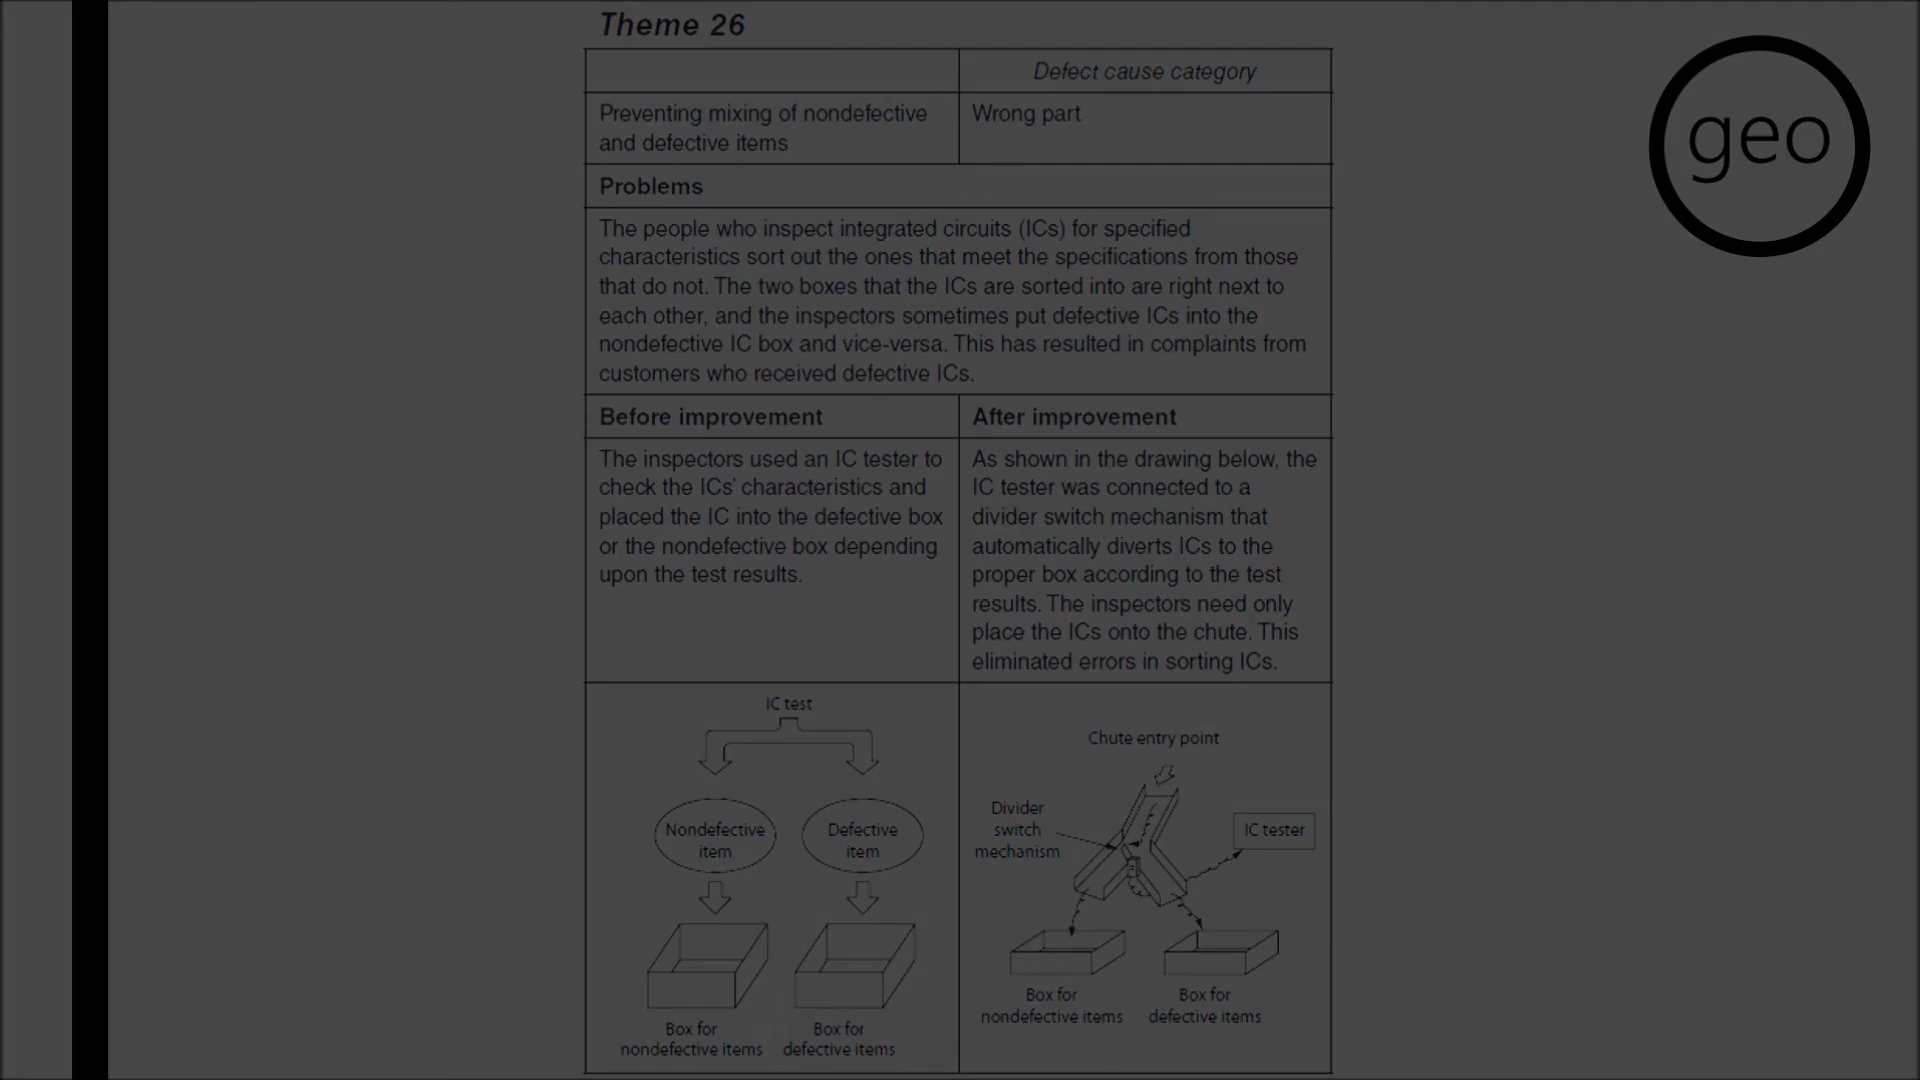 Theme 26
geo
Defect cause category
Preventing mixing of nondefective
and defective items
Wrong part
Problems
The people who inspect integrated circuits (ICs) for specified
characteristics sort out the ones that meet the specifications from those
that do not. The two boxes that the ICs are sorted into are right next to
each other, and the inspectors sometimes put defective ICs into the
nondefective IC box and vice-versa. This has resulted in complaints from
customers who received defective ICs.
Before improvement
The inspectors used an IC tester to
check the ICs' characteristics and
placed the IC into the defective box
or the nondefective box depending
upon the test results.
After improvement
As shown in the drawing below, the
IC tester was connected to a
divider switch mechanism that
automatically diverts ICs to the
proper box according to the test
results. The inspectors need only
place the ICs onto the chute. This
eliminated errors in sorting ICs.
IC test
Nondefective
item
Defective
item
Box for
nondefective items
Box for
defective items
Chute entry point
Divider
switch
mechanism
IC tester
Box for
nondefective items
Box for
defective items